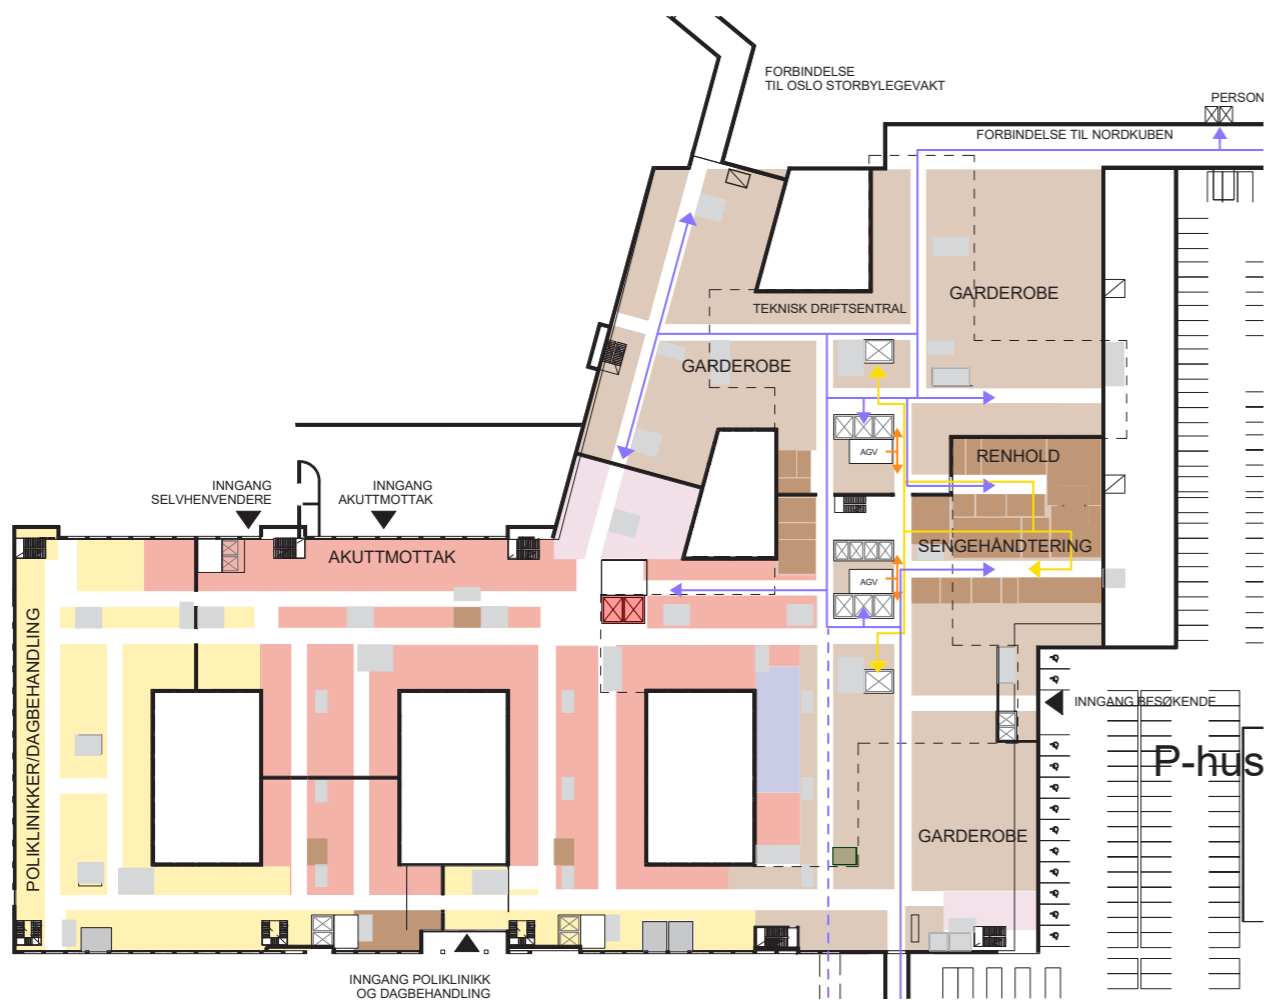 FORBINDELSE
TIL OSLO STORBYLEGEVAKT
PERSON
FORBINDELSE TIL NORDKUBEN
GARDEROBE
TEKNISK DRIFTSENTRAL
GARDEROBE
AGV
RENHOLD
INNGANG
SELVHENVENDERE
INNGANG
AKUTTMOTTAK
AKUTTMOTTAK
SENGEHÅNDTERING
AGV
POLIKLINIKKER/DAGBEHANDLING
INNGANG BESØKENDE
P-hus
GARDEROBE
INNGANG POLIKLINIKK
OG DAGBEHANDLING